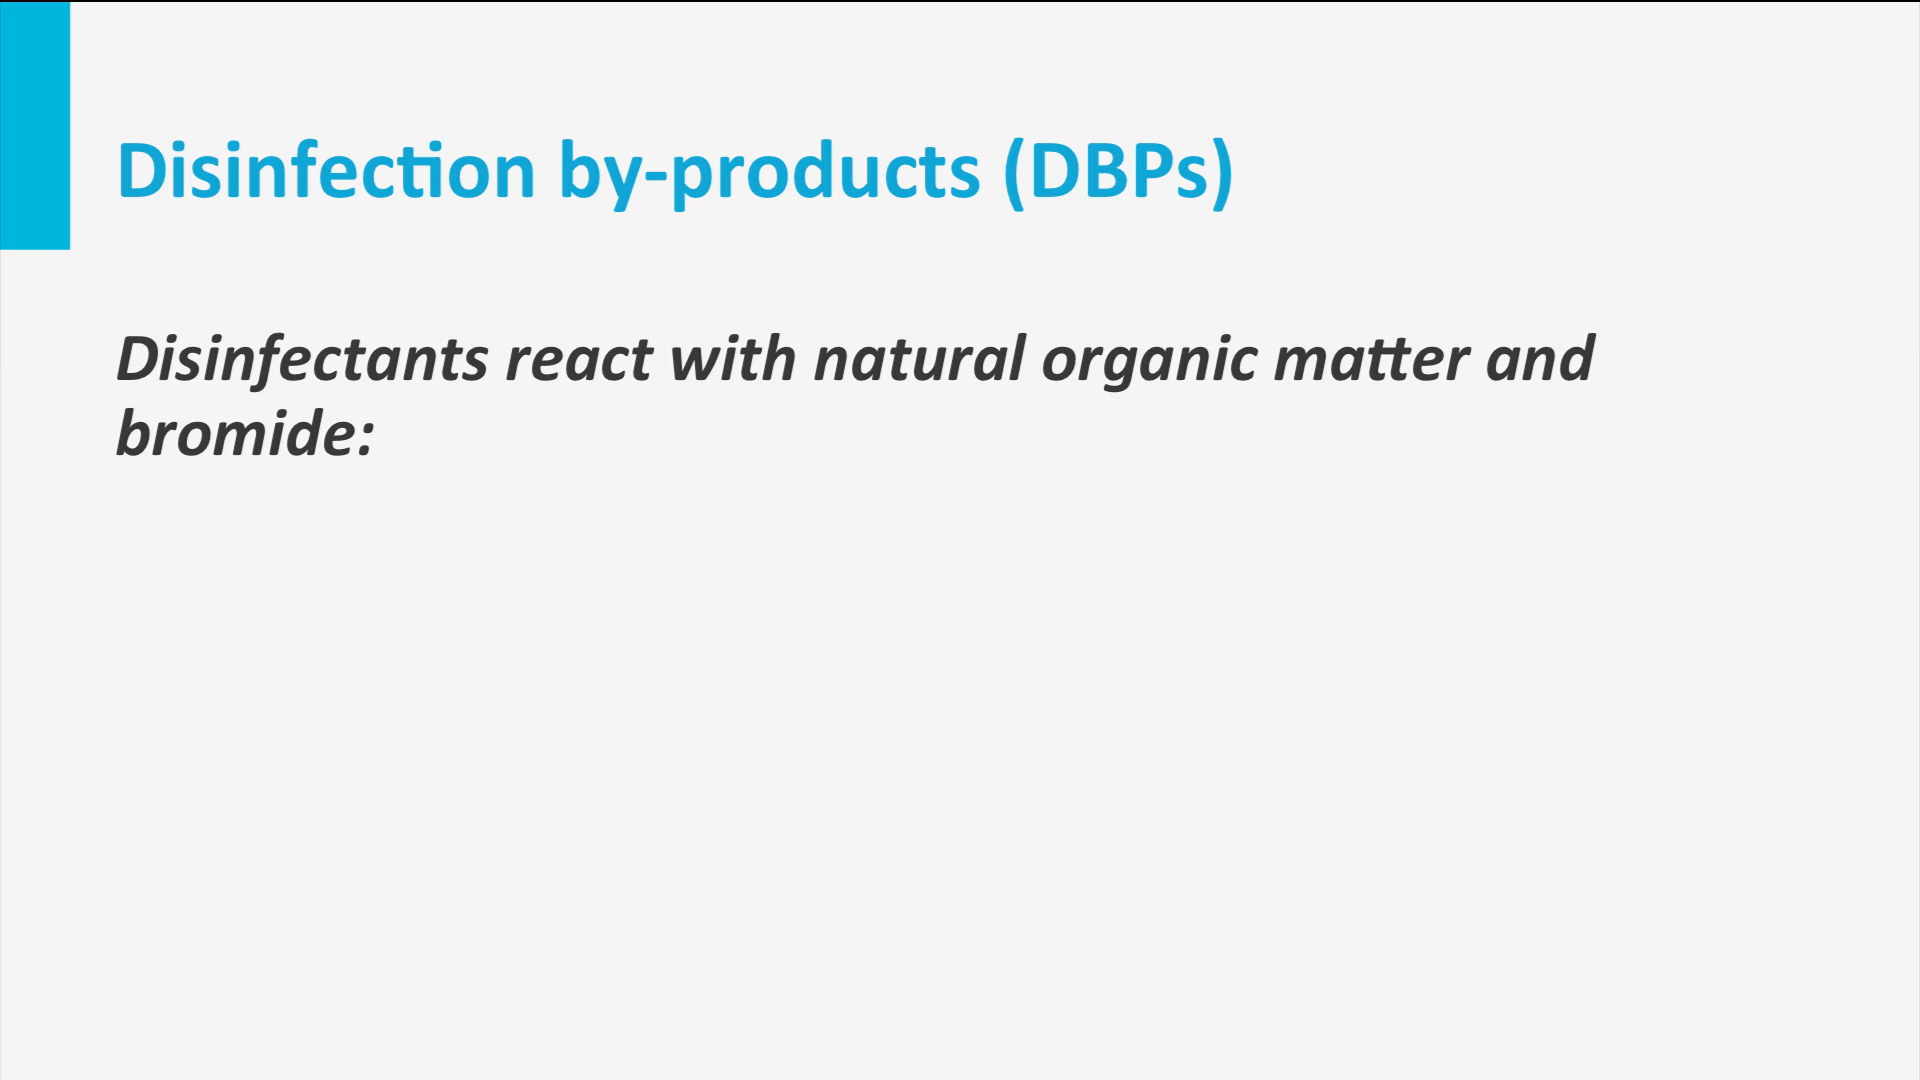 Disinfection by-products (DBPs)
Disinfectants react with natural organic matter and
bromide: